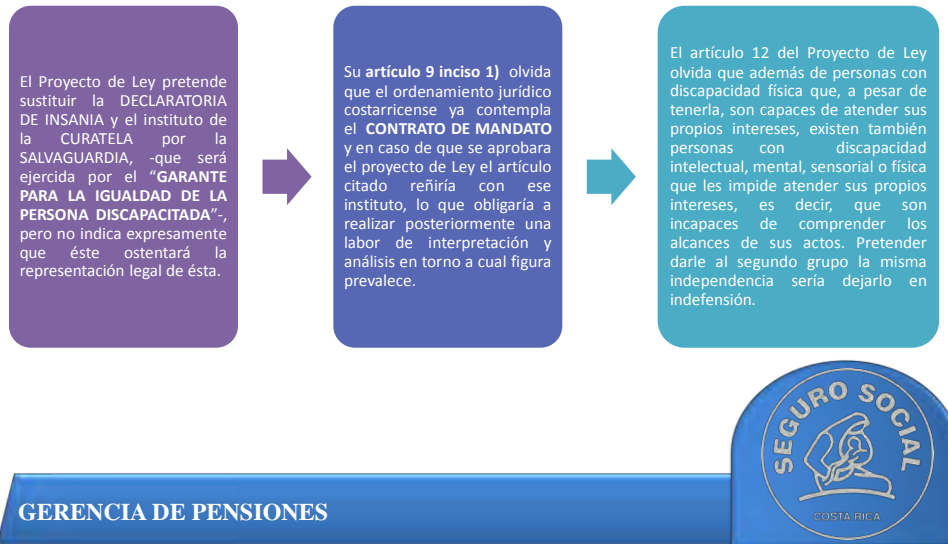 El Proyecto de Ley pretende
sustituir la DECLARATORIA
DE INSANIA y el instituto de
la CURATELA por la
SALVAGUARDIA, -que será
ejercida por el “GARANTE
PARA LA IGUALDAD DE LA
PERSONA DISCAPACITADA”-,
pero no indica expresamente
que éste ostentará la
representación legal de ésta.
Su artículo 9 inciso 1) olvida
que el ordenamiento jurídico
costarricense ya contempla
el CONTRATO DE MANDATO
y en caso de que se aprobara
el proyecto de Ley el artículo
citado reñiría con ese
instituto, lo que obligaría a
realizar posteriormente una
labor de interpretación y
análisis en torno a cual figura
prevalece.
El artículo 12 del Proyecto de Ley
olvida que además de personas con
discapacidad física que, a pesar de
tenerla, son capaces de atender sus
propios intereses, existen también
personas con discapacidad
intelectual, mental, sensorial o física
que les impide atender sus propios
intereses, es decir, que son
incapaces de comprender los
alcances de sus actos. Pretender
darle al segundo grupo la misma
independencia sería dejarlo en
indefensión.
SEGURO SOCIAL
COSTA RICA
GERENCIA DE PENSIONES